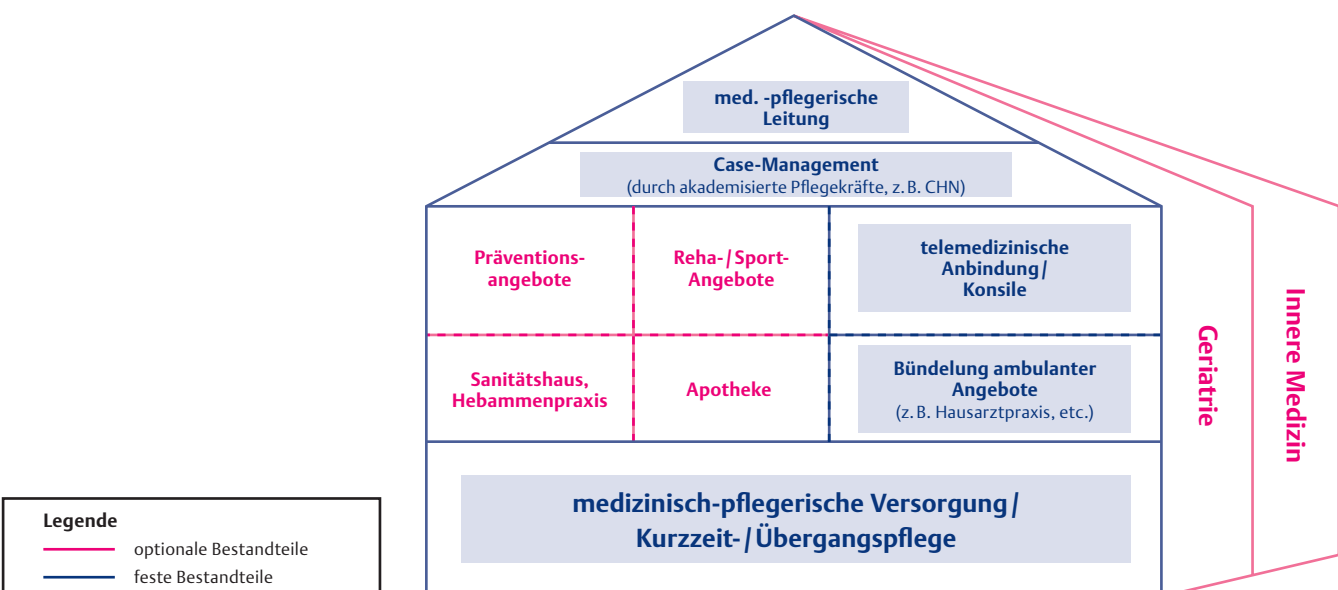 med. -pflegerische
Leitung
Case-Management
(durch akademisierte Pflegekräfte, z. B. CHN)
Präventions-
angebote
Reha- / Sport-
Angebote
telemedizinische
Anbindung /
Konsile
Sanitätshaus,
Hebammenpraxis
Apotheke
Bündelung ambulanter
Angebote
(z. B. Hausarztpraxis, etc.)
Geriatrie
Innere Medizin
medizinisch-pflegerische Versorgung /
Kurzzeit- / Übergangspflege
Legende
optionale Bestandteile
feste Bestandteile